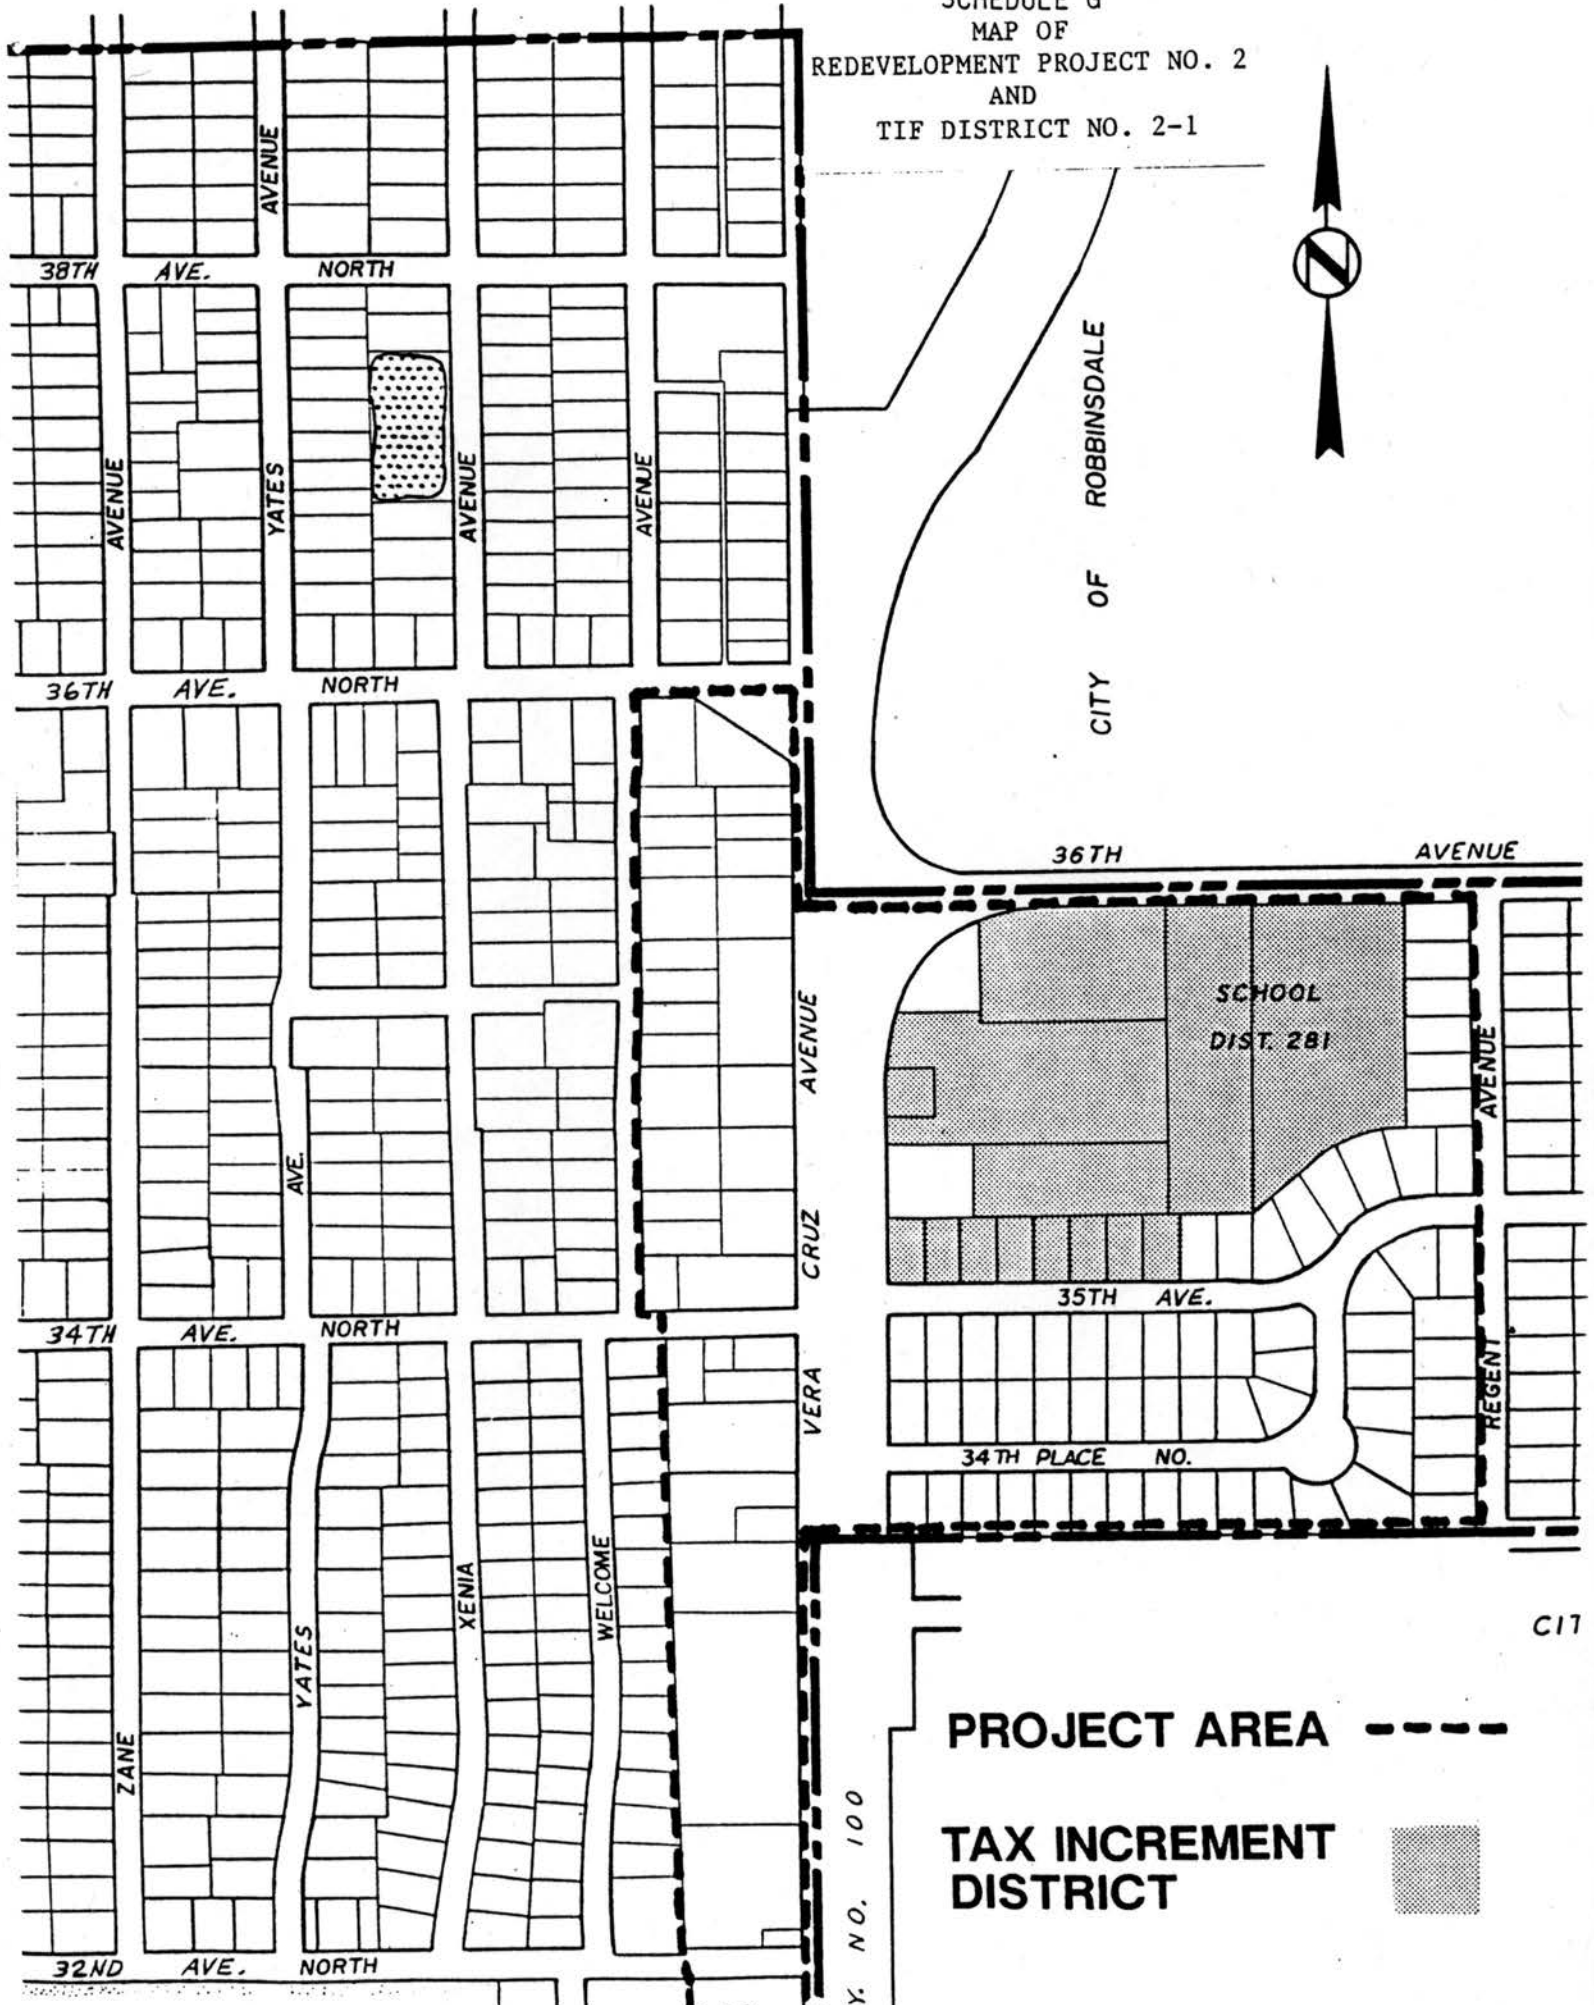 SCHEDULE G
MAP OF
REDEVELOPMENT PROJECT NO. 2
AND
TIF DISTRICT NO. 2-1
N
AVENUE
38TH AVE. NORTH
CITY OF ROBBINSDALE
AVENUE
YATES
AVENUE
AVENUE
36TH AVE. NORTH
36TH AVENUE
SCHOOL
DIST. 281
AVENUE
AVENUE
AVE.
CRUZ
35TH AVE.
34TH AVE. NORTH
VERA
REGENT
34TH PLACE NO.
XENIA
WELCOME
YATES
ZANE
CIT
PROJECT AREA
TAX INCREMENT
DISTRICT
Y. NO. 100
32ND AVE. NORTH